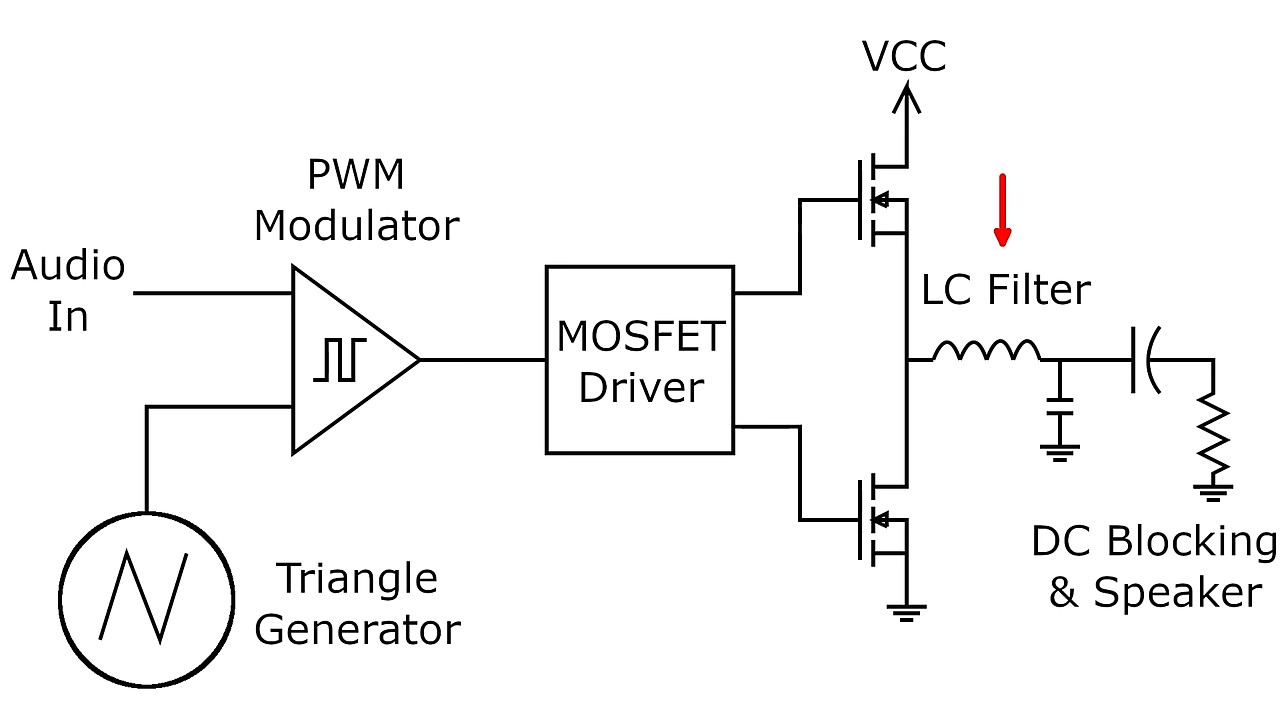 VCC
PWM
Modulator
Audio
In
LC Filter
MOSFET
Driver
DC Blocking
& Speaker
Triangle
Generator